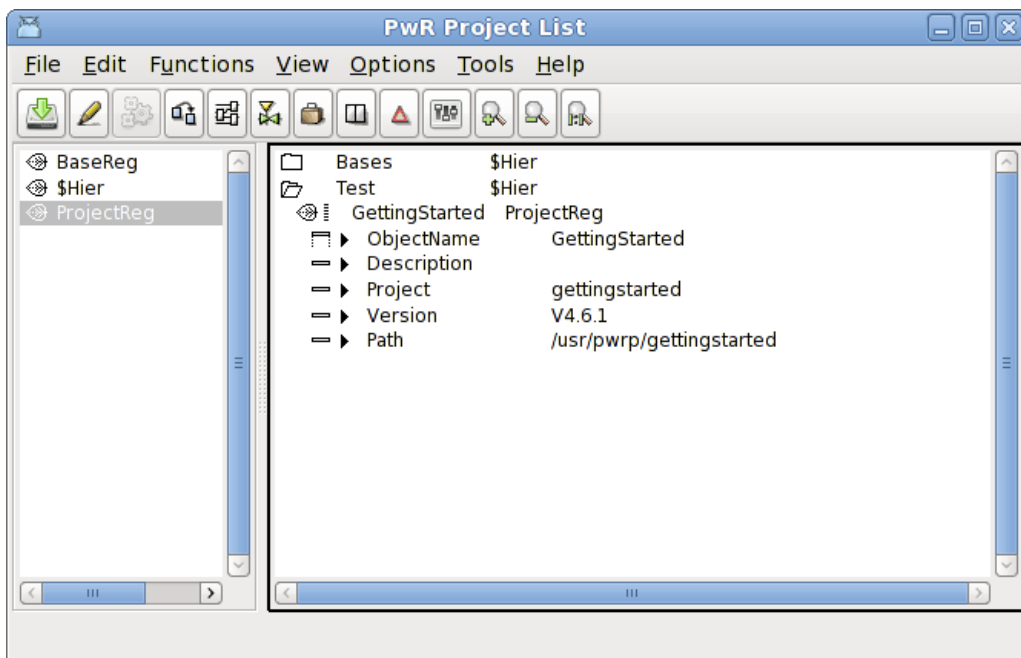 PwR Project List
File Edit Functions View Options Tools Help
BaseReg
$Hier
ProjectReg
Bases $Hier
Test $Hier
GettingStarted ProjectReg
ObjectName GettingStarted
Description
Project gettingstarted
Version V4.6.1
Path /usr/pwrp/gettingstarted